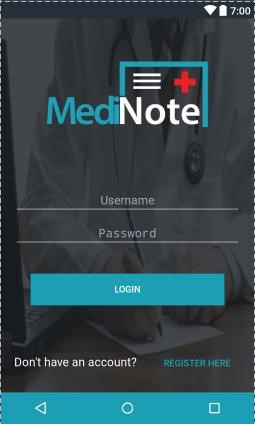 7:00
MediNote
Username
Password
LOGIN
Don't have an account? REGISTER HERE